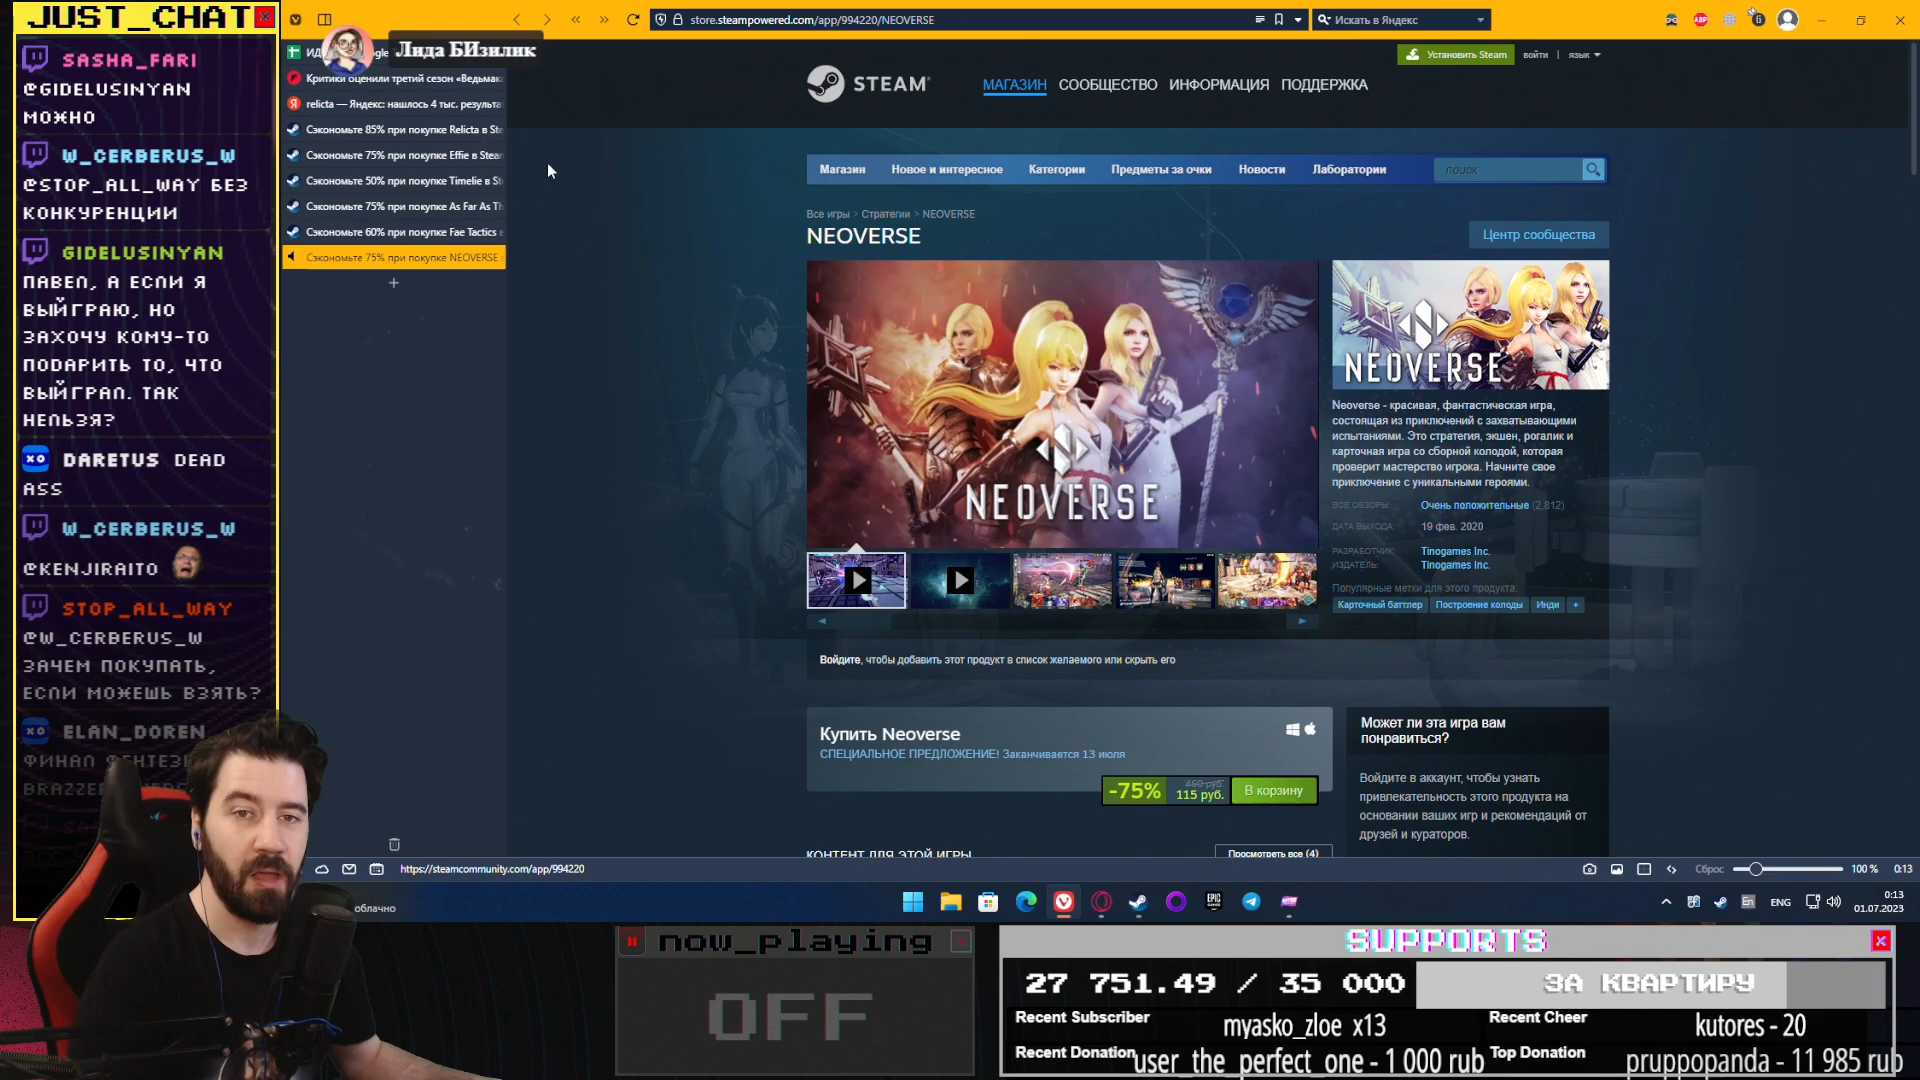 JUST_CHAT
SASHA_FARI
@GIDELUSINYAN
МОЖНО
W_CERBERUS_W
@STOP_ALL_WAY БЕЗ
КОНКУРЕНЦИИ
GIDELUSINYAN
ПАВЕЛ, А ЕСЛИ Я
ВЫЙГРАЮ, НО
ЗАХОЧУ КОМУ-ТО
ПОДАРИТЬ ТО, ЧТО
ВЫЙГРАЛ. ТАК
НЕЛЬЗЯ?
DARETUS DEAD
ASS
W_CERBERUS_W
@KENJIRAITO
STOP_ALL_WAY
@W_CERBERUS_W
ЗАЧЕМ ПОКУПАТЬ,
ЕСЛИ МОЖЕШЬ ВЗЯТЬ?
ELAN_DOREN
ФИНАЛ
BRAZZE
Лида БИзилик
Критики оценили третий сезон «Ведьмак
relicta — Яндекс: нашлось 4 тыс. результа
Сэкономьте 85% при покупке Relicta в Ste
Сэкономьте 75% при покупке Effie в Stean
Сэкономьте 50% при покупке Timelie в St
Сэкономьте 75% при покупке As Far As Th
Сэкономьте 60% при покупке Fae Tactics
Сэкономьте 75% при покупке NEOVERSE
+
store.steampowered.com/app/994220/NEOVERSE
Искать в Яндекс
ABP
Установить Steam
войти | язык
STEAM
МАГАЗИН СООБЩЕСТВО ИНФОРМАЦИЯ ПОДДЕРЖКА
Магазин Новое и интересное Категории Предметы за очки Новости Лаборатории поиск
Все игры > Стратегии > NEOVERSE
NEOVERSE
Центр сообщества
NEOVERSE
NEOVERSE
Neoverse - красивая, фантастическая игра,
состоящая из приключений с захватывающими
испытаниями. Это стратегия, экшен, рогалик и
карточная игра со сборной колодой, которая
проверит мастерство игрока. Начните свое
приключение с уникальными героями.
ВСЕ ОБЗОРЫ: Очень положительные (2,812)
ДАТА ВЫХОДА: 19 фев. 2020
РАЗРАБОТЧИК: Tinogames Inc.
ИЗДАТЕЛЬ: Tinogames Inc.
Популярные метки для этого продукта:
Карточный баттлер Построение колоды Инди +
Войдите, чтобы добавить этот продукт в список желаемого или скрыть его
Купить Neoverse
СПЕЦИАЛЬНОЕ ПРЕДЛОЖЕНИЕ! Заканчивается 13 июля
-75% 460 руб. 115 руб. В корзину
Может ли эта игра вам
понравиться?
Войдите в аккаунт, чтобы узнать
привлекательность этого продукта на
основании ваших игр и рекомендаций от
друзей и кураторов.
КОНТЕНТ ДЛЯ ЭТОЙ ИГРЫ
Просмотреть все (4)
https://steamcommunity.com/app/994220
Сброс 100 % 0:13
облачно
EPIC
ENG
0:13
01.07.2023
now_playing
OFF
SUPPORTS
27 751.49 / 35 000
ЗА КВАРТИРУ
Recent Subscriber myasko_zloe x13
Recent Cheer kutores - 20
Recent Donation user_the_perfect_one - 1 000 rub
Top Donation pruppopanda - 11 985 rub